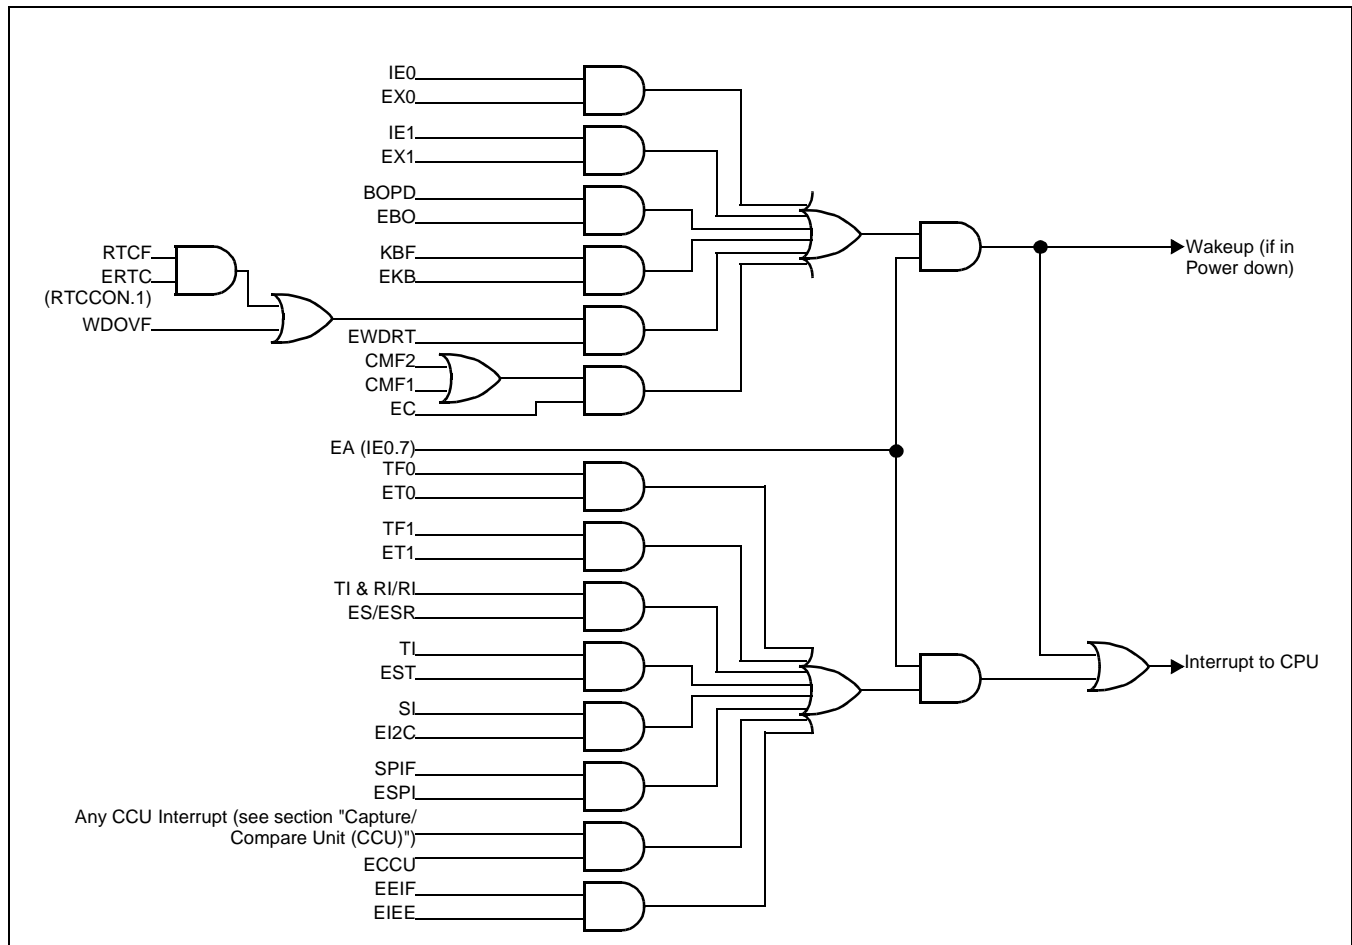 IE0
EX0
IE1
EX1
BOPD
EBO
KBF
EKB
RTCF
ERTC
(RTCCON.1)
WDOVF
EWDRT
CMF2
CMF1
EC
EA (IE0.7)
TF0
ET0
TF1
ET1
TI & RI/RI
ES/ESR
TI
EST
SI
EI2C
SPIF
ESPI
Any CCU Interrupt (see section "Capture/
Compare Unit (CCU)")
ECCU
EEIF
EIEE
Wakeup (if in
Power down)
Interrupt to CPU